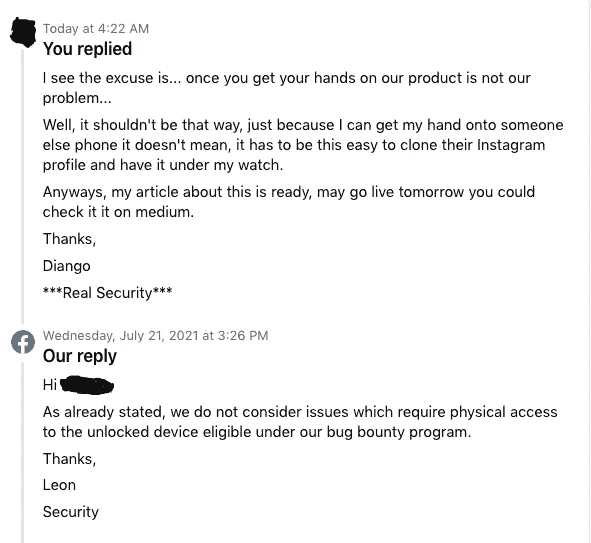 Today at 4:22 AM
You replied
I see the excuse is... once you get your hands on our product is not our
problem...
Well, it shouldn't be that way, just because I can get my hand onto someone
else phone it doesn't mean, it has to be this easy to clone their Instagram
profile and have it under my watch.
Anyways, my article about this is ready, may go live tomorrow you could
check it it on medium.
Thanks,
Diango
***Real Security***
Wednesday, July 21, 2021 at 3:26 PM
Our reply
Hi
As already stated, we do not consider issues which require physical access
to the unlocked device eligible under our bug bounty program.
Thanks,
Leon
Security